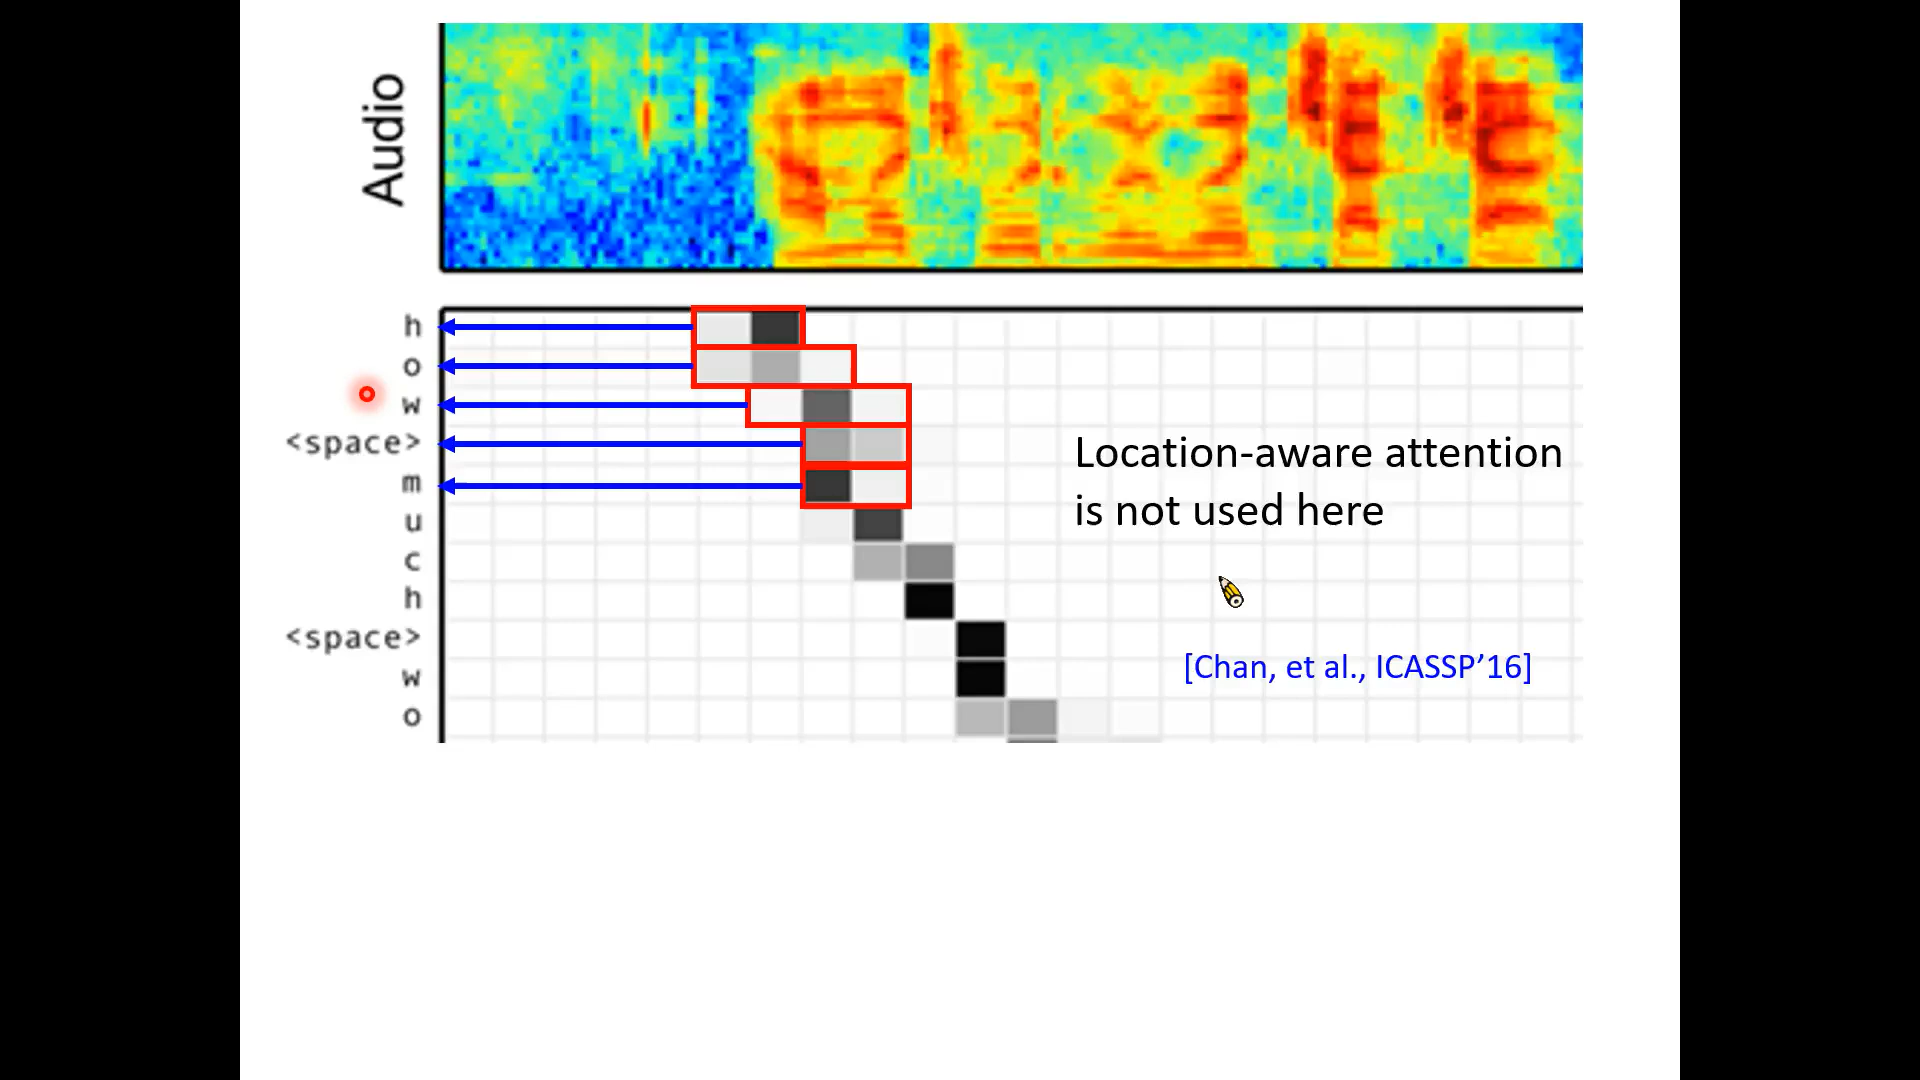 Audio
h
o
w
<space>
m
u
c
h
<space>
w
o
Location-aware attention
is not used here
[Chan, et al., ICASSP’16]